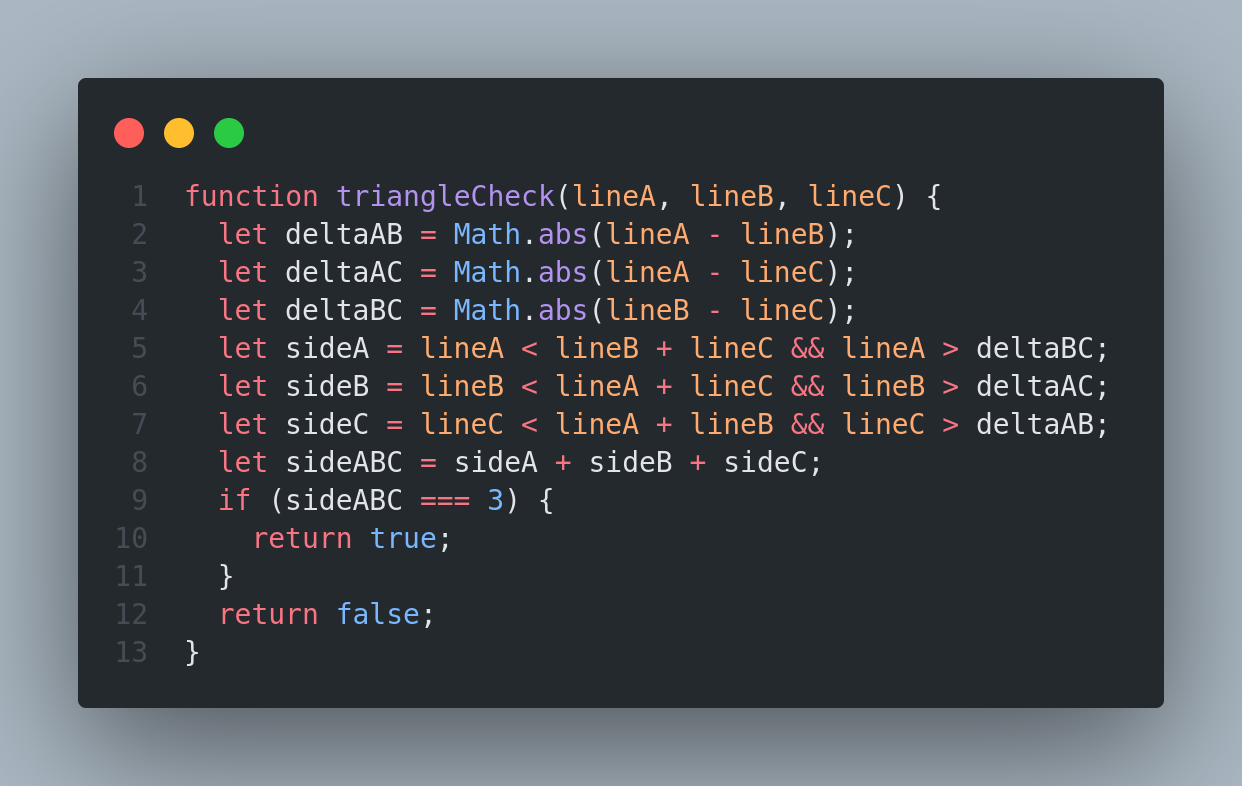 1 function triangleCheck(lineA, lineB, lineC) {
2   let deltaAB = Math.abs(lineA - lineB);
3   let deltaAC = Math.abs(lineA - lineC);
4   let deltaBC = Math.abs(lineB - lineC);
5   let sideA = lineA < lineB + lineC && lineA > deltaBC;
6   let sideB = lineB < lineA + lineC && lineB > deltaAC;
7   let sideC = lineC < lineA + lineB && lineC > deltaAB;
8   let sideABC = sideA + sideB + sideC;
9   if (sideABC === 3) {
10     return true;
11   }
12   return false;
13 }